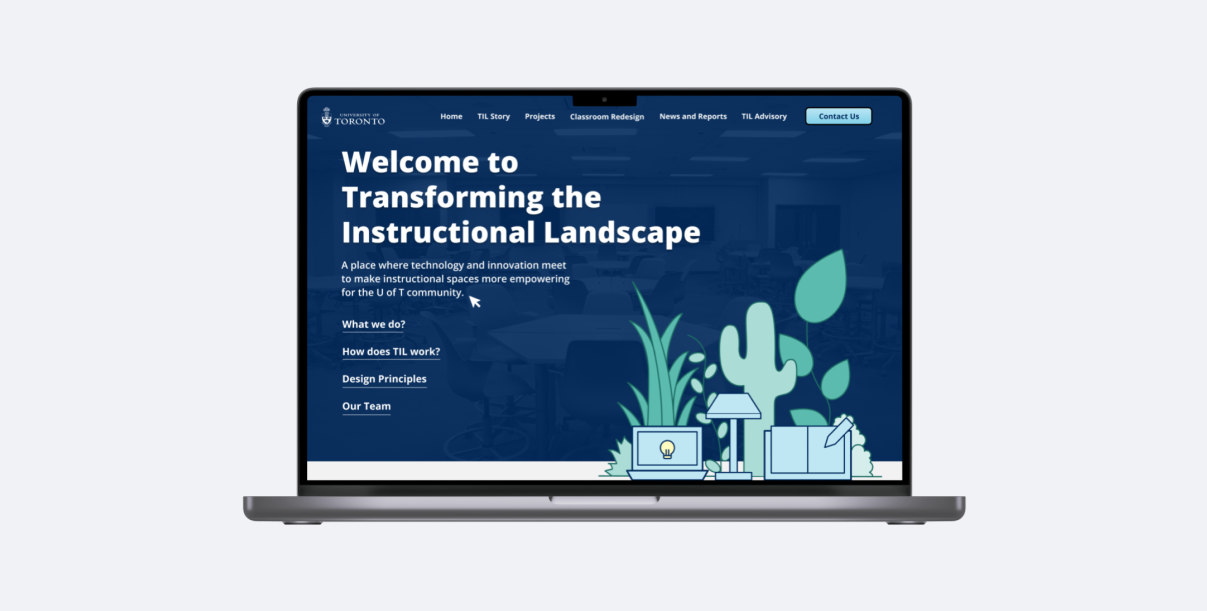 UNIVERSITY OF
TORONTO
Home TIL Story Projects Classroom Redesign News and Reports TIL Advisory Contact Us
Welcome to
Transforming the
Instructional Landscape
A place where technology and innovation meet
to make instructional spaces more empowering
for the U of T community.
What we do?
How does TIL work?
Design Principles
Our Team